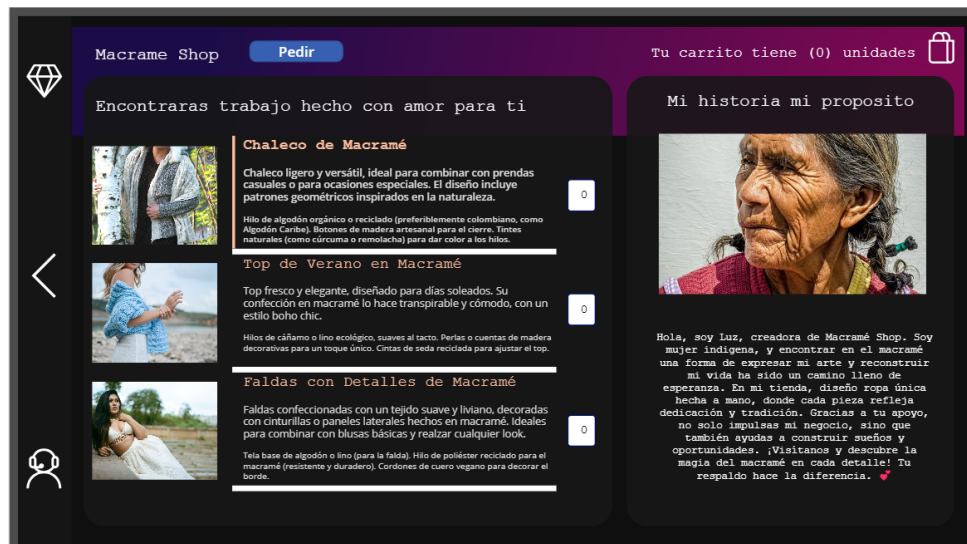 Macrame Shop
Pedir
Tu carrito tiene (0) unidades
Encontraras trabajo hecho con amor para ti
Chaleco de Macramé
Chaleco ligero y versátil, ideal para combinar con prendas
casuales o para ocasiones especiales. El diseño incluye
patrones geométricos inspirados en la naturaleza.
Hilo de algodón orgánico o reciclado (preferiblemente colombiano, como
Algodón Caribe). Botones de madera artesanal para el cierre. Tintes
naturales (como cúrcuma o remolacha) para dar color a los hilos.
0
Top de Verano en Macramé
Top fresco y elegante, diseñado para días soleados. Su
confección en macramé lo hace transpirable y cómodo, con un
estilo boho chic.
Hilos de cáñamo o lino ecológico, suaves al tacto. Perlas o cuentas de madera
decorativas para un toque único. Cintas de seda reciclada para ajustar el top.
0
Faldas con Detalles de Macramé
Faldas confeccionadas con un tejido suave y liviano, decoradas
con cinturillas o paneles laterales hechos en macramé. Ideales
para combinar con blusas básicas y realzar cualquier look.
Tela base de algodón o lino (para la falda). Hilo de poliéster reciclado para el
macramé (resistente y duradero). Cordones de cuero vegano para decorar el
borde.
0
Mi historia mi proposito
Hola, soy Luz, creadora de Macramé Shop. Soy
mujer indigena, y encontrar en el macramé
una forma de expresar mi arte y reconstruir
mi vida ha sido un camino lleno de
esperanza. En mi tienda, diseño ropa única
hecha a mano, donde cada pieza refleja
dedicación y tradición. Gracias a tu apoyo,
no solo impulsas mi negocio, sino que
también ayudas a construir sueños y
oportunidades. ¡Visítanos y descubre la
magia del macramé en cada detalle! Tu
respaldo hace la diferencia. 💕